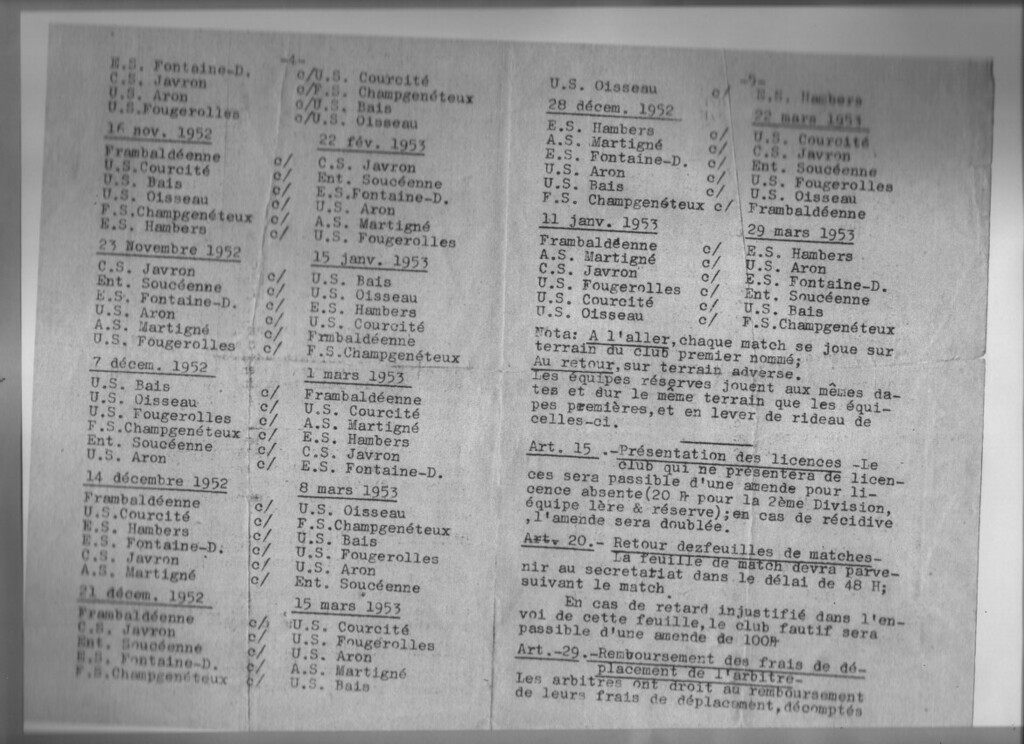 -4-
E.S. Fontaine-D. c/U.S. Courcité
C.S. Javron c/F.S. Champgenéteux
U.S. Aron c/U.S. Bais
U.S.Fougerolles c/U.S. Oisseau
16 nov. 1952 22 fév. 1953
Frambaldéenne c/ C.S. Javron
U.S.Courcité c/ Ent. Soucéenne
U.S. Bais c/ E.S.Fontaine-D.
U.S. Oisseau c/ U.S. Aron
F.S.Champgenéteux c/ A.S. Martigné
E.S. Hambers c/ U.S. Fougerolles
23 Novembre 1952 15 janv. 1953
C.S. Javron c/ U.S. Bais
Ent. Soucéenne c/ U.S. Oisseau
E.S. Fontaine-D. c/ E.S. Hambers
U.S. Aron c/ U.S. Courcité
A.S. Martigné c/ Frmbaldéenne
U.S. Fougerolles c/ F.S.Champgenéteux
7 décem. 1952 1 mars 1953
U.S. Bais c/ Frambaldéenne
U.S. Oisseau c/ U.S. Courcité
U.S. Fougerolles c/ A.S. Martigné
F.S.Champgenéteux c/ E.S. Hambers
Ent. Soucéenne c/ C.S. Javron
U.S. Aron c/ E.S. Fontaine-D.
14 décembre 1952 8 mars 1953
Frambaldéenne c/ U.S. Oisseau
U.S.Courcité c/ F.S.Champgenéteux
E.S. Hambers c/ U.S. Bais
E.S. Fontaine-D. c/ U.S. Fougerolles
C.S. Javron c/ U.S. Aron
A.S. Martigné c/ Ent. Soucéenne
21 décem. 1952 15 mars 1953
Frambaldéenne c/ U.S. Courcité
C.S. Javron c/ U.S. Fougerolles
Ent. Soucéenne c/ U.S. Aron
E.S. Fontaine-D. c/ A.S. Martigné
F.S.Champgenéteux c/ U.S. Bais
-5-
U.S. Oisseau c/ E.S. Hambers
28 décem. 1952 22 mars 1953
E.S. Hambers c/ U.S. Courcité
A.S. Martigné c/ C.S. Javron
E.S. Fontaine-D. c/ Ent. Soucéenne
U.S. Aron c/ U.S. Fougerolles
U.S. Bais c/ U.S. Oisseau
F.S. Champgenéteux c/ Frambaldéenne
11 janv. 1953 29 mars 1953
Frambaldéenne c/ E.S. Hambers
A.S. Martigné c/ U.S. Aron
C.S. Javron c/ E.S. Fontaine-D.
U.S. Fougerolles c/ Ent. Soucéenne
U.S. Courcité c/ U.S. Bais
U.S. Oisseau c/ F.S.Champgenéteux
Nota: A l'aller,chaque match se joue sur
terrain du club premier nommé;
Au retour,sur terrain adverse.
Les équipes réserves jouent aux mêmes da-
tes et dur le même terrain que les équi-
pes premières,et en lever de rideau de
celles-ci.
Art. 15 .-Présentation des licences -Le
club qui ne présentera de licen-
ces sera passible d'une amende pour li-
cence absente(20 Fr pour la 2ème Division,
équipe 1ère & réserve);en cas de récidive
,l'amende sera doublée.
Art. 20.- Retour dezfeuilles de matches-
La feuille de match devra parve-
nir au secretatiat dans le délai de 48 H;
suivant le match.
En cas de retard injustifié dans l'en-
voi de cette feuille,le club fautif sera
passible d'une amende de 100Fr
Art.-29.-Remboursement des frais de dé-
placement de l'arbitre-
Les arbitres ont droit au remboursement
de leurs frais de déplacement,décomptés